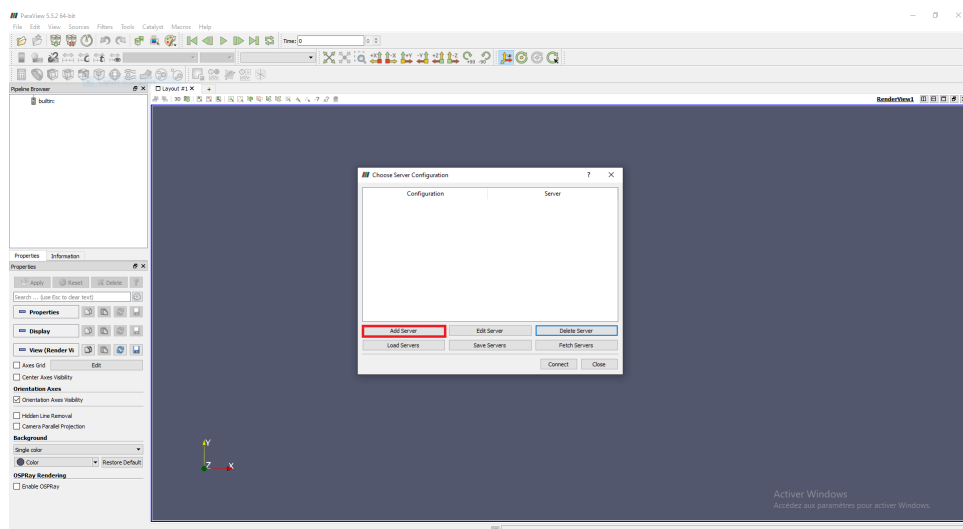 ParaView 5.5.2 64-bit
File Edit View Sources Filters Tools Catalyst Macros Help
Time: 0
Pipeline Browser
Layout #1
builtin:
3D
RenderView1
Choose Server Configuration
Configuration Server
Add Server Edit Server Delete Server
Load Servers Save Servers Fetch Servers
Connect Close
Properties Information
Properties
Apply Reset Delete ?
Search ... (use Esc to clear text)
Properties
Display
View (Render Vi
Axes Grid Edit
Center Axes Visibility
Orientation Axes
Orientation Axes Visibility
Hidden Line Removal
Camera Parallel Projection
Background
Single color
Color Restore Default
OSPRay Rendering
Enable OSPRay
Y
Z X
Activer Windows
Accédez aux paramètres pour activer Windows.